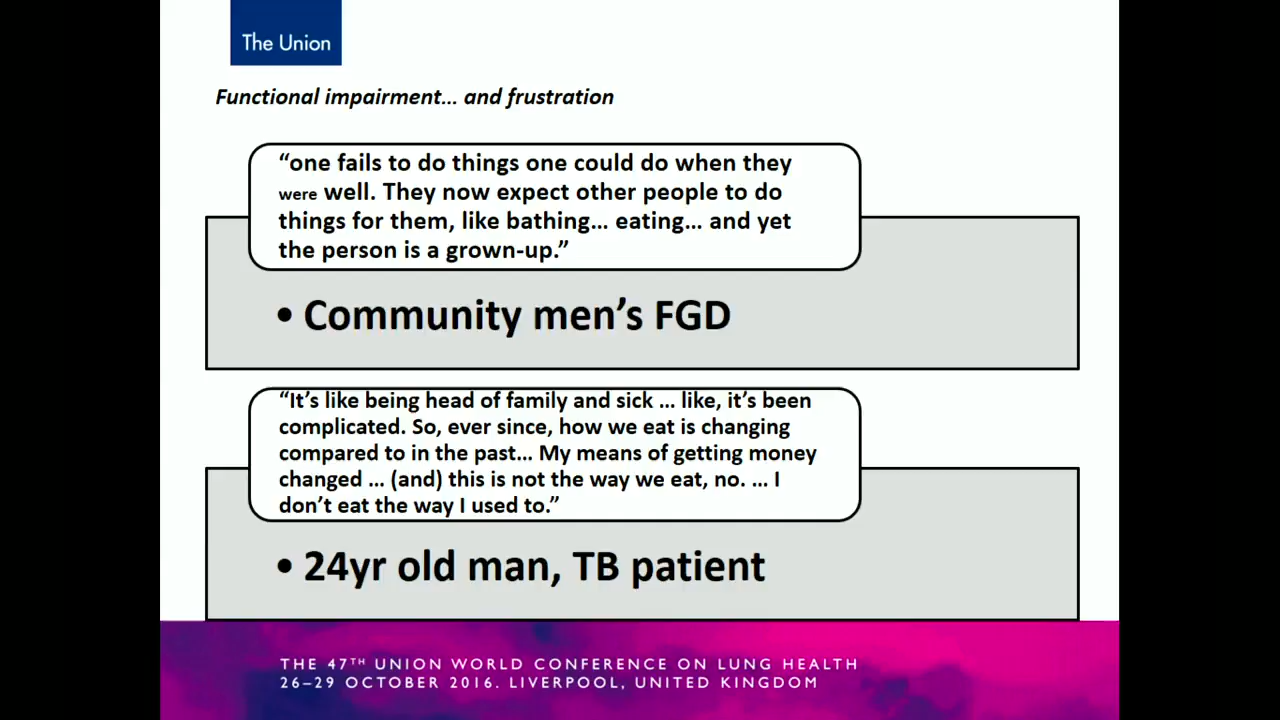 The Union
Functional impairment... and frustration
“one fails to do things one could do when they
were well. They now expect other people to do
things for them, like bathing... eating... and yet
the person is a grown-up.”
• Community men’s FGD
“It’s like being head of family and sick ... like, it’s been
complicated. So, ever since, how we eat is changing
compared to in the past... My means of getting money
changed ... (and) this is not the way we eat, no. ... I
don’t eat the way I used to.”
• 24yr old man, TB patient
THE 47TH UNION WORLD CONFERENCE ON LUNG HEALTH
26–29 OCTOBER 2016. LIVERPOOL, UNITED KINGDOM